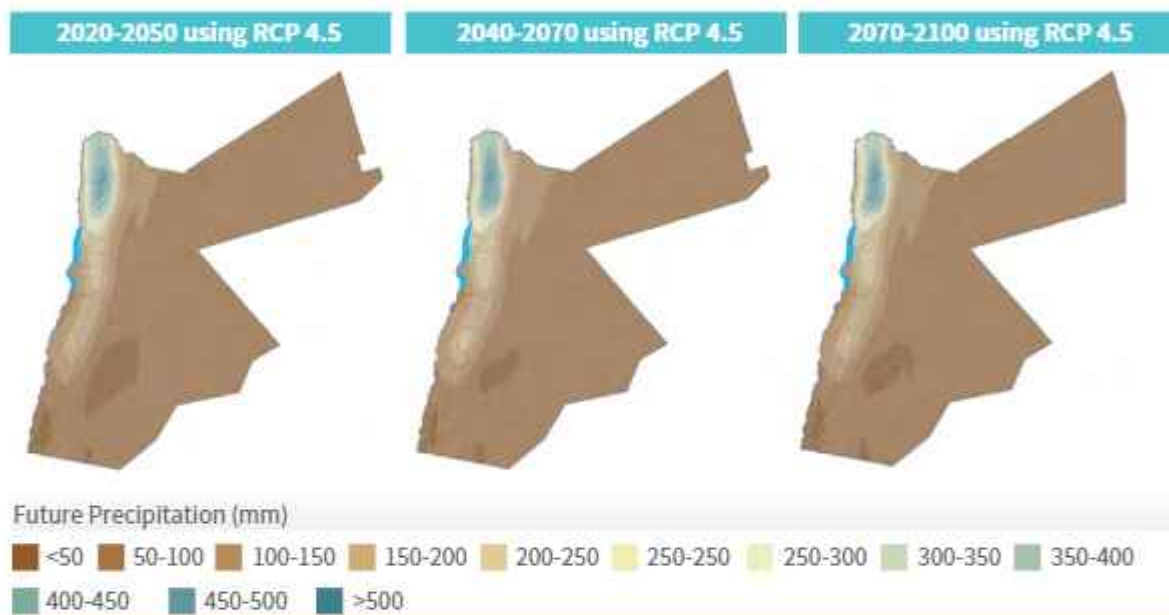 2020-2050 using RCP 4.5 2040-2070 using RCP 4.5 2070-2100 using RCP 4.5
Future Precipitation (mm)
<50 50-100 100-150 150-200 200-250 250-250 250-300 300-350 350-400
400-450 450-500 >500